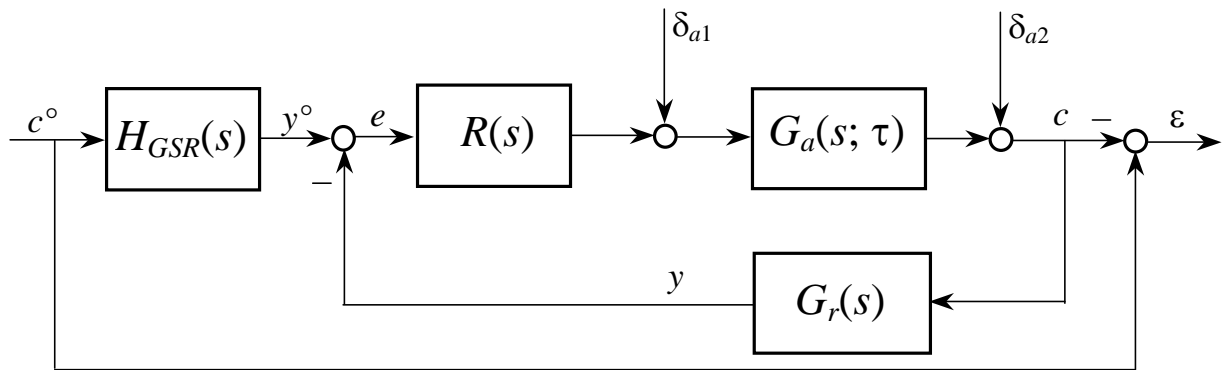 δa1
δa2
c° HGSR(s) y° e R(s) Ga(s; τ) c − ε
−
y Gr(s)